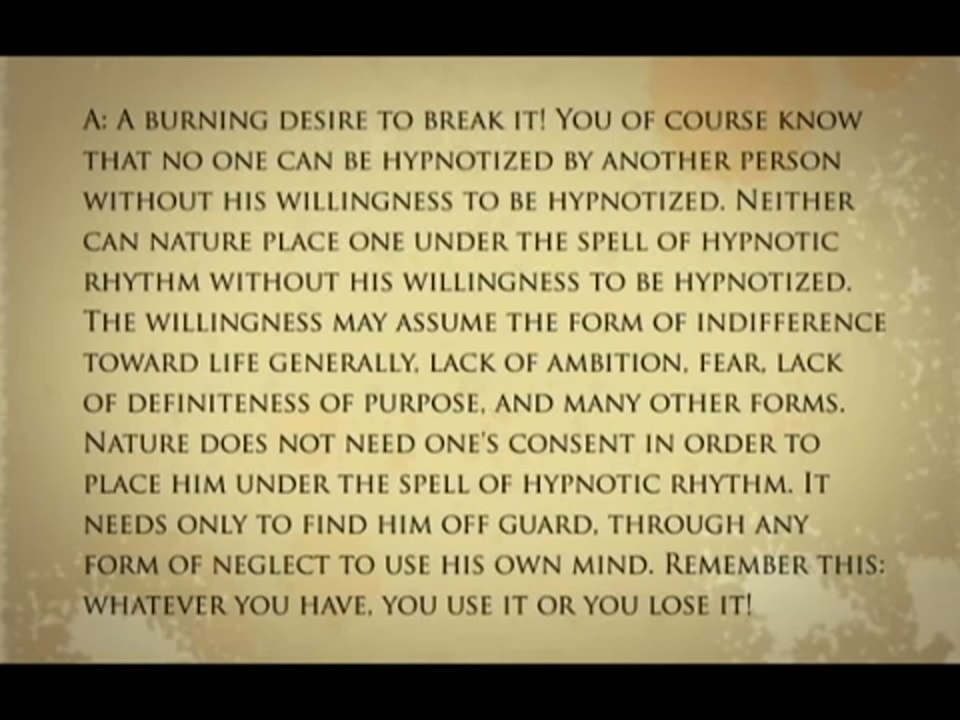 A: A BURNING DESIRE TO BREAK IT! YOU OF COURSE KNOW
THAT NO ONE CAN BE HYPNOTIZED BY ANOTHER PERSON
WITHOUT HIS WILLINGNESS TO BE HYPNOTIZED. NEITHER
CAN NATURE PLACE ONE UNDER THE SPELL OF HYPNOTIC
RHYTHM WITHOUT HIS WILLINGNESS TO BE HYPNOTIZED.
THE WILLINGNESS MAY ASSUME THE FORM OF INDIFFERENCE
TOWARD LIFE GENERALLY, LACK OF AMBITION, FEAR, LACK
OF DEFINITENESS OF PURPOSE, AND MANY OTHER FORMS.
NATURE DOES NOT NEED ONE'S CONSENT IN ORDER TO
PLACE HIM UNDER THE SPELL OF HYPNOTIC RHYTHM. IT
NEEDS ONLY TO FIND HIM OFF GUARD, THROUGH ANY
FORM OF NEGLECT TO USE HIS OWN MIND. REMEMBER THIS:
WHATEVER YOU HAVE, YOU USE IT OR YOU LOSE IT!